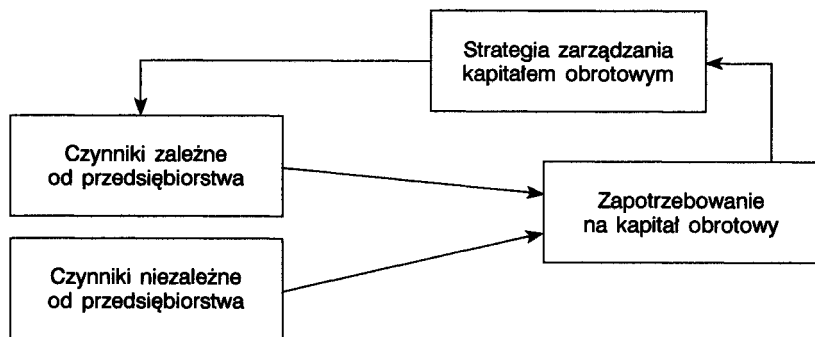 Strategia zarządzania
kapitałem obrotowym
Czynniki zależne
od przedsiębiorstwa
Zapotrzebowanie
na kapitał obrotowy
Czynniki niezależne
od przedsiębiorstwa